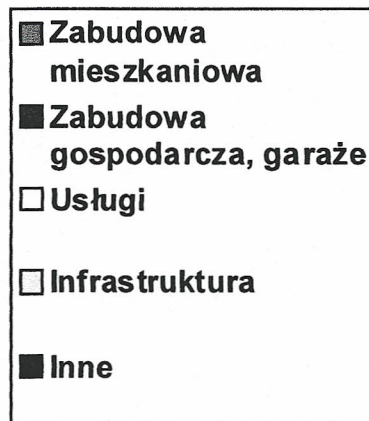 Zabudowa
mieszkaniowa
Zabudowa
gospodarcza, garaże
Usługi
Infrastruktura
Inne